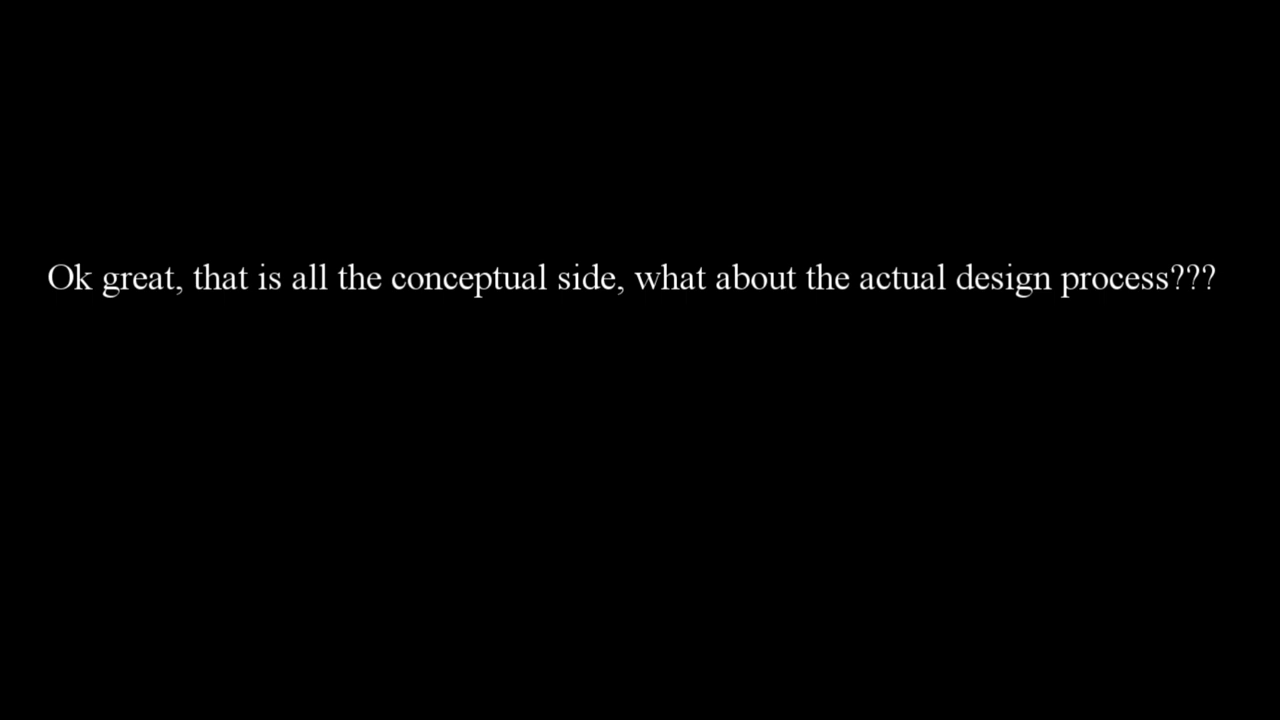 Ok great, that is all the conceptual side, what about the actual design process???